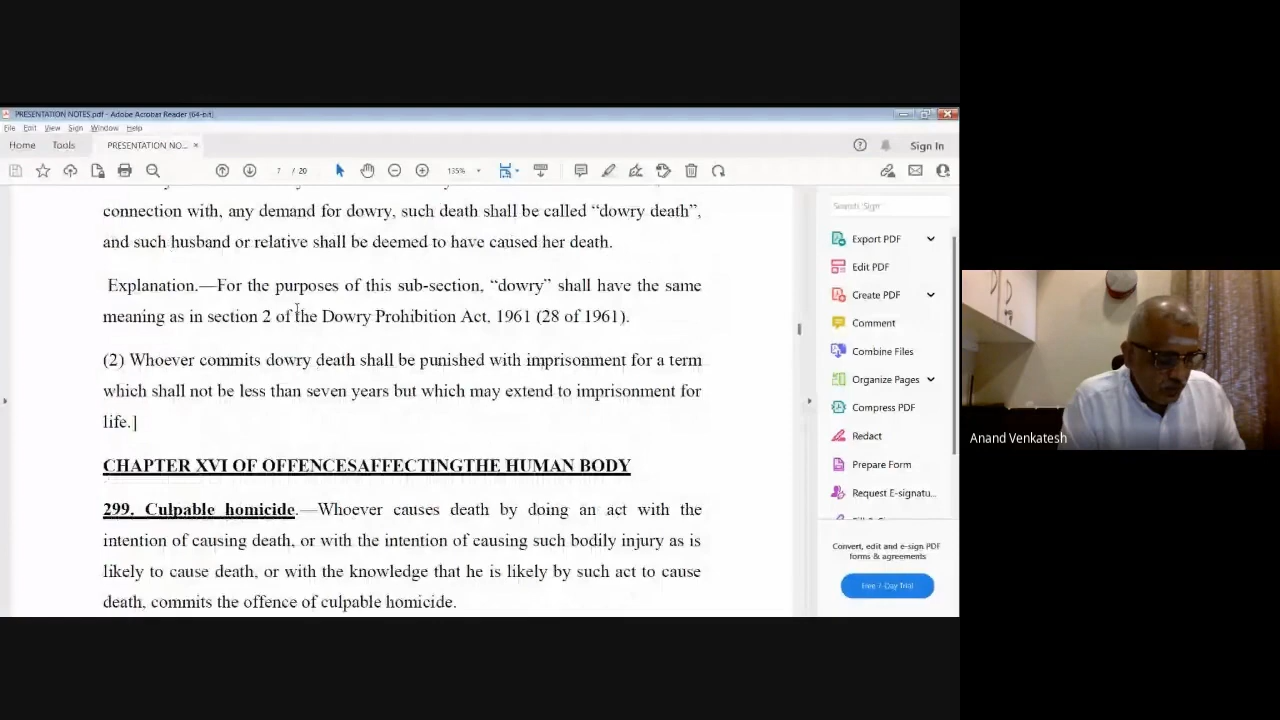 PRESENTATION NOTES.pdf - Adobe Acrobat Reader (64-bit)
File Edit View Sign Window Help
Home Tools PRESENTATION NO... × Sign In
7 / 20 135%
connection with, any demand for dowry, such death shall be called “dowry death”,
and such husband or relative shall be deemed to have caused her death.
Explanation.—For the purposes of this sub-section, “dowry” shall have the same
meaning as in section 2 of the Dowry Prohibition Act, 1961 (28 of 1961).
(2) Whoever commits dowry death shall be punished with imprisonment for a term
which shall not be less than seven years but which may extend to imprisonment for
life.]
CHAPTER XVI OF OFFENCESAFFECTINGTHE HUMAN BODY
299. Culpable homicide.—Whoever causes death by doing an act with the
intention of causing death, or with the intention of causing such bodily injury as is
likely to cause death, or with the knowledge that he is likely by such act to cause
death, commits the offence of culpable homicide.
Search 'Sign'
Export PDF
Edit PDF
Create PDF
Comment
Combine Files
Organize Pages
Compress PDF
Redact
Prepare Form
Request E-signatu...
Convert, edit and e-sign PDF
forms & agreements
Free 7-Day Trial
Anand Venkatesh